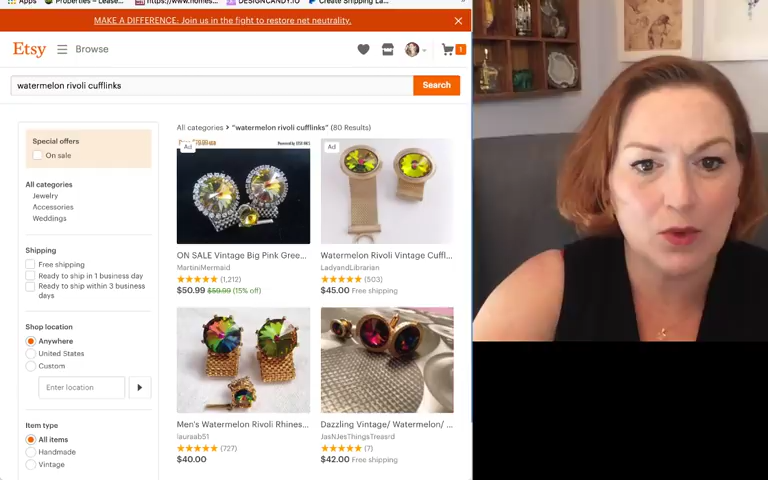 Apps Properties – Lease... https://www.homes... DESIGNCANDY.IO Create Shipping La...
MAKE A DIFFERENCE: Join us in the fight to restore net neutrality.
Etsy Browse 1
watermelon rivoli cufflinks Search
All categories > "watermelon rivoli cufflinks" (80 Results)
Special offers
On sale
All categories
Jewelry
Accessories
Weddings
Shipping
Free shipping
Ready to ship in 1 business day
Ready to ship within 3 business
days
Shop location
Anywhere
United States
Custom
Enter location
Item type
All items
Handmade
Vintage
Ad
ON SALE Vintage Big Pink Gree...
MartiniMermaid
(1,212)
$50.99 $59.99 (15% off)
Ad
Watermelon Rivoli Vintage Cuffl...
LadyandLibrarian
(503)
$45.00 Free shipping
Men's Watermelon Rivoli Rhines...
lauraab51
(727)
$40.00
Dazzling Vintage/ Watermelon/ ...
JasNJesThingsTreasrd
(7)
$42.00 Free shipping